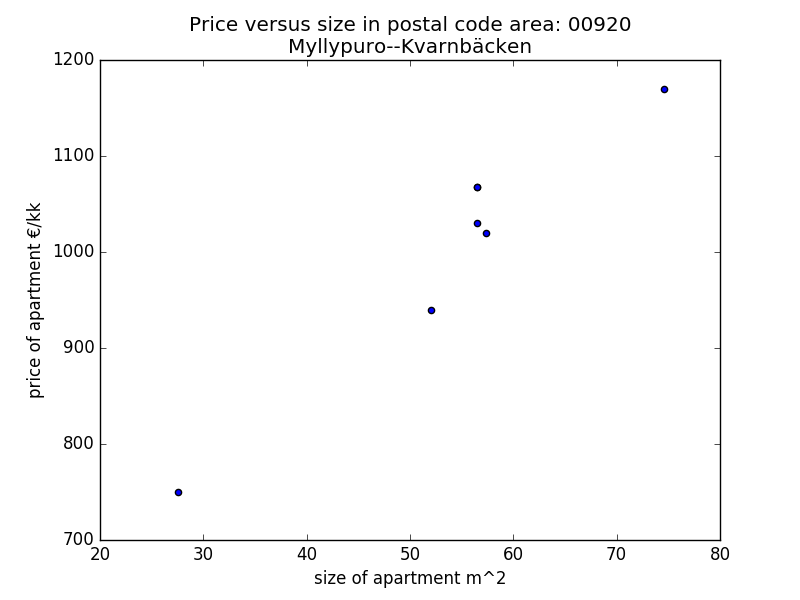 Price versus size in postal code area: 00920
Myllypuro--Kvarnbäcken
1200
1100
1000
900
800
700
price of apartment €/kk
20 30 40 50 60 70 80
size of apartment m^2